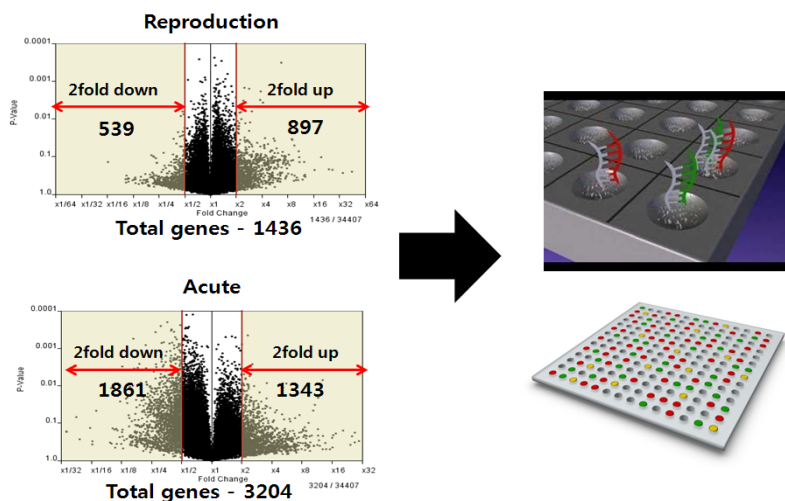 Reproduction
0.0001
0.001
0.01
0.1
1.0
P-Value
2fold down
539
2fold up
897
x1/64 x1/32 x1/16 x1/8 x1/4 x1/2 x1 x2 x4 x8 x16 x32 x64
Fold Change
1436 / 34407
Total genes - 1436
Acute
0.0001
0.001
0.01
0.1
1.0
P-Value
2fold down
1861
2fold up
1343
x1/32 x1/16 x1/8 x1/4 x1/2 x1 x2 x4 x8 x16 x32
Fold Change
3204 / 34407
Total genes - 3204